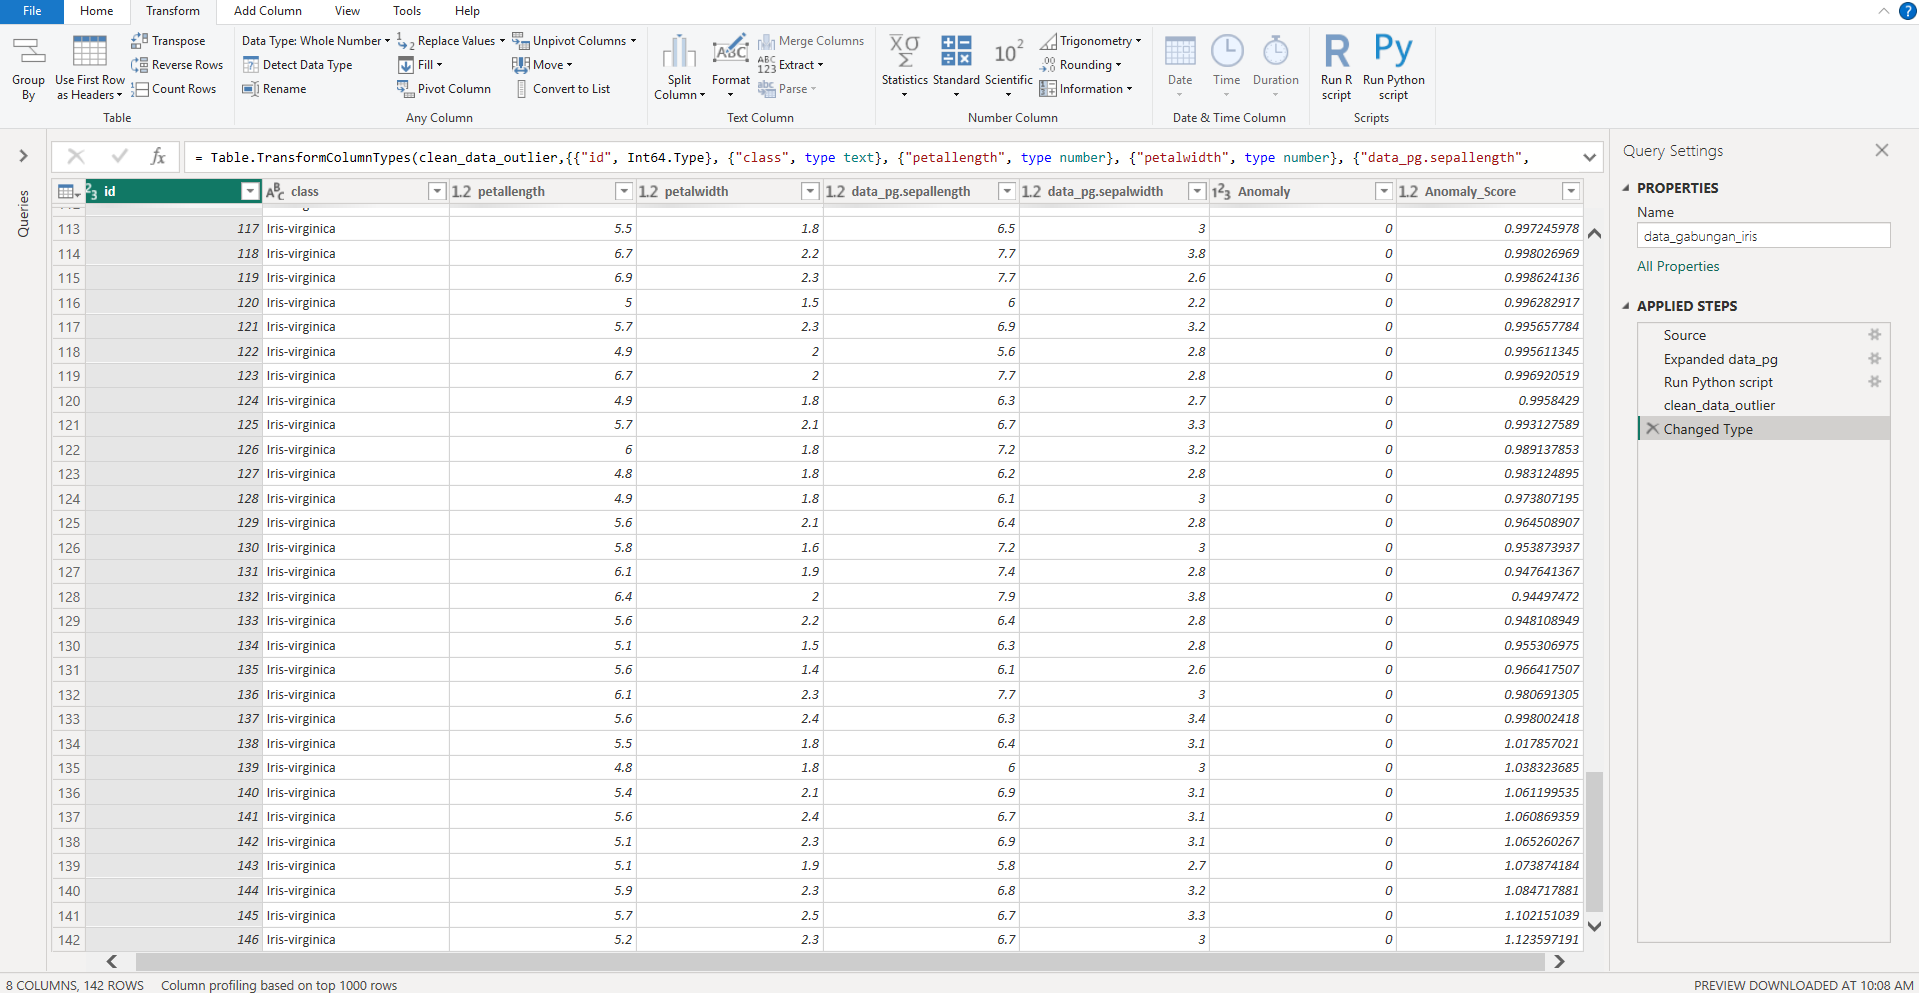 File Home Transform Add Column View Tools Help
Group By
Use First Row as Headers
Transpose
Reverse Rows
Count Rows
Table
Data Type: Whole Number
Detect Data Type
Rename
Replace Values
Fill
Pivot Column
Unpivot Columns
Move
Convert to List
Any Column
Split Column
Format
Merge Columns
Extract
Parse
Text Column
Statistics
Standard
Scientific
Trigonometry
Rounding
Information
Number Column
Date
Time
Duration
Date & Time Column
Run R script
Run Python script
Scripts
Queries
= Table.TransformColumnTypes(clean_data_outlier,{{"id", Int64.Type}, {"class", type text}, {"petallength", type number}, {"petalwidth", type number}, {"data_pg.sepallength",
id class petallength petalwidth data_pg.sepallength data_pg.sepalwidth Anomaly Anomaly_Score
113 117 Iris-virginica 5.5 1.8 6.5 3 0 0.997245978
114 118 Iris-virginica 6.7 2.2 7.7 3.8 0 0.998026969
115 119 Iris-virginica 6.9 2.3 7.7 2.6 0 0.998624136
116 120 Iris-virginica 5 1.5 6 2.2 0 0.996282917
117 121 Iris-virginica 5.7 2.3 6.9 3.2 0 0.995657784
118 122 Iris-virginica 4.9 2 5.6 2.8 0 0.995611345
119 123 Iris-virginica 6.7 2 7.7 2.8 0 0.996920519
120 124 Iris-virginica 4.9 1.8 6.3 2.7 0 0.9958429
121 125 Iris-virginica 5.7 2.1 6.7 3.3 0 0.993127589
122 126 Iris-virginica 6 1.8 7.2 3.2 0 0.989137853
123 127 Iris-virginica 4.8 1.8 6.2 2.8 0 0.983124895
124 128 Iris-virginica 4.9 1.8 6.1 3 0 0.973807195
125 129 Iris-virginica 5.6 2.1 6.4 2.8 0 0.964508907
126 130 Iris-virginica 5.8 1.6 7.2 3 0 0.953873937
127 131 Iris-virginica 6.1 1.9 7.4 2.8 0 0.947641367
128 132 Iris-virginica 6.4 2 7.9 3.8 0 0.94497472
129 133 Iris-virginica 5.6 2.2 6.4 2.8 0 0.948108949
130 134 Iris-virginica 5.1 1.5 6.3 2.8 0 0.955306975
131 135 Iris-virginica 5.6 1.4 6.1 2.6 0 0.966417507
132 136 Iris-virginica 6.1 2.3 7.7 3 0 0.980691305
133 137 Iris-virginica 5.6 2.4 6.3 3.4 0 0.998002418
134 138 Iris-virginica 5.5 1.8 6.4 3.1 0 1.017857021
135 139 Iris-virginica 4.8 1.8 6 3 0 1.038323685
136 140 Iris-virginica 5.4 2.1 6.9 3.1 0 1.061199535
137 141 Iris-virginica 5.6 2.4 6.7 3.1 0 1.060869359
138 142 Iris-virginica 5.1 2.3 6.9 3.1 0 1.065260267
139 143 Iris-virginica 5.1 1.9 5.8 2.7 0 1.073874184
140 144 Iris-virginica 5.9 2.3 6.8 3.2 0 1.084717881
141 145 Iris-virginica 5.7 2.5 6.7 3.3 0 1.102151039
142 146 Iris-virginica 5.2 2.3 6.7 3 0 1.123597191
Query Settings
PROPERTIES
Name
data_gabungan_iris
All Properties
APPLIED STEPS
Source
Expanded data_pg
Run Python script
clean_data_outlier
Changed Type
8 COLUMNS, 142 ROWS Column profiling based on top 1000 rows
PREVIEW DOWNLOADED AT 10:08 AM